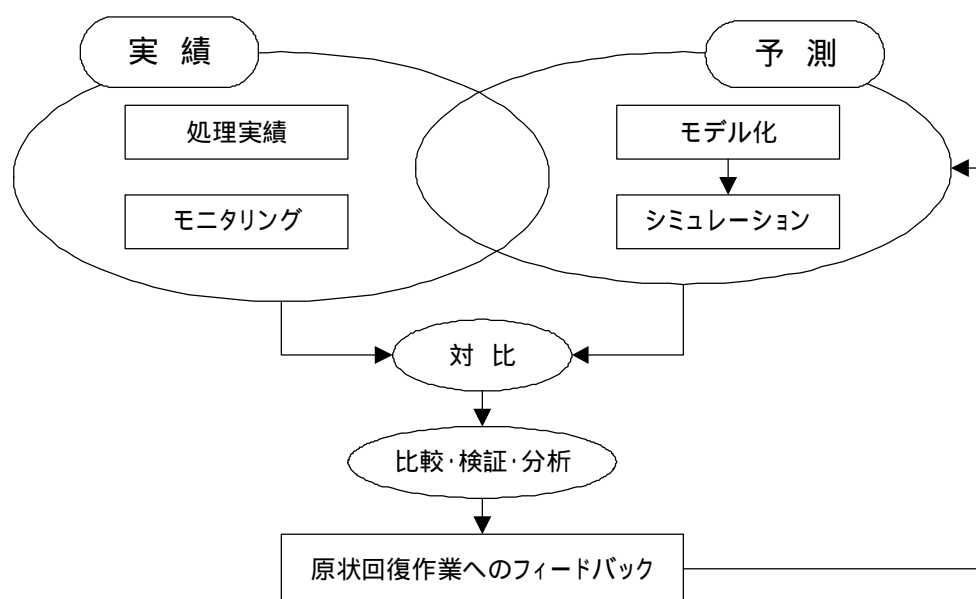 実 績
予 測
処理実績
モデル化
モニタリング
シミュレーション
対 比
比較・検証・分析
原状回復作業へのフィードバック